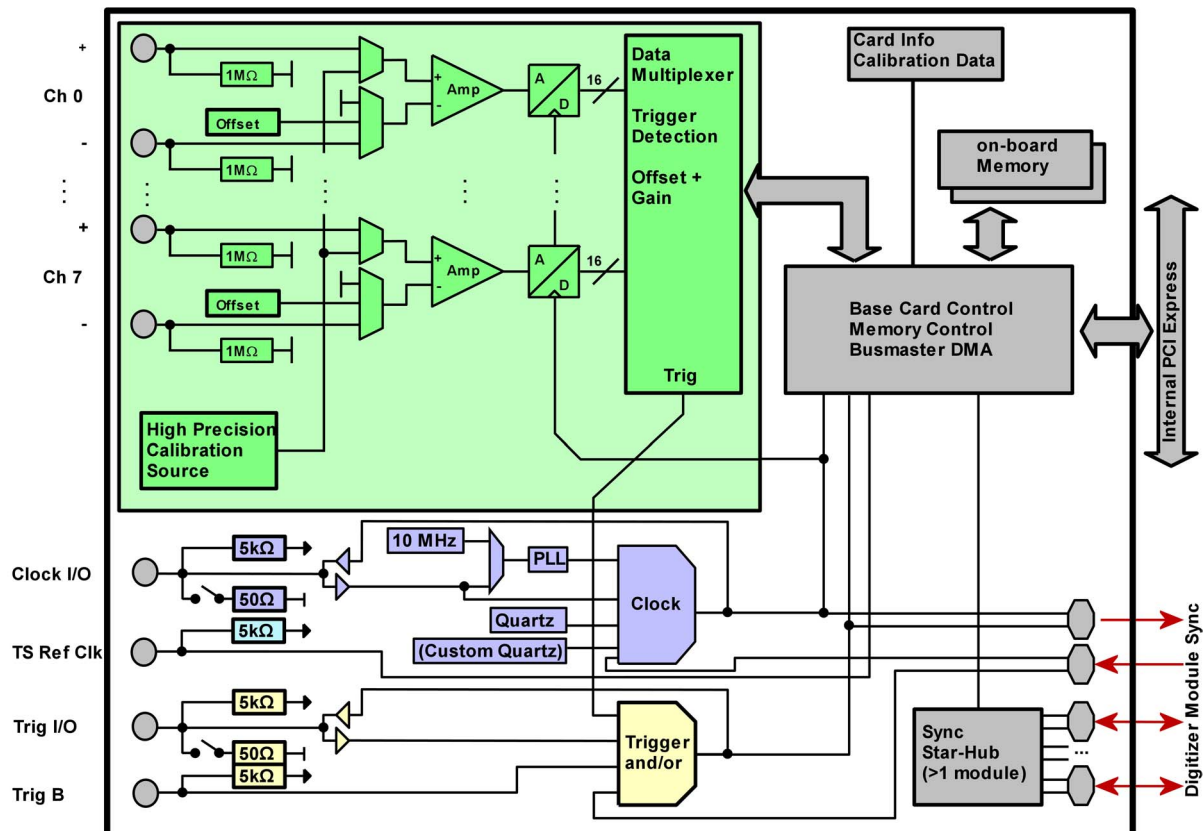 +
Ch 0
-
1MΩ
Offset
1MΩ
+
-
Amp
A
D
16
Data
Multiplexer
Trigger
Detection
Offset +
Gain
Trig
+
Ch 7
-
1MΩ
Offset
1MΩ
+
-
Amp
A
D
16
High Precision
Calibration
Source
Card Info
Calibration Data
on-board
Memory
Base Card Control
Memory Control
Busmaster DMA
Internal PCI Express
Clock I/O
5kΩ
50Ω
10 MHz
PLL
Clock
Quartz
(Custom Quartz)
TS Ref Clk
5kΩ
Trig I/O
5kΩ
50Ω
Trig B
5kΩ
Trigger
and/or
Sync
Star-Hub
(>1 module)
...
Digitizer Module Sync